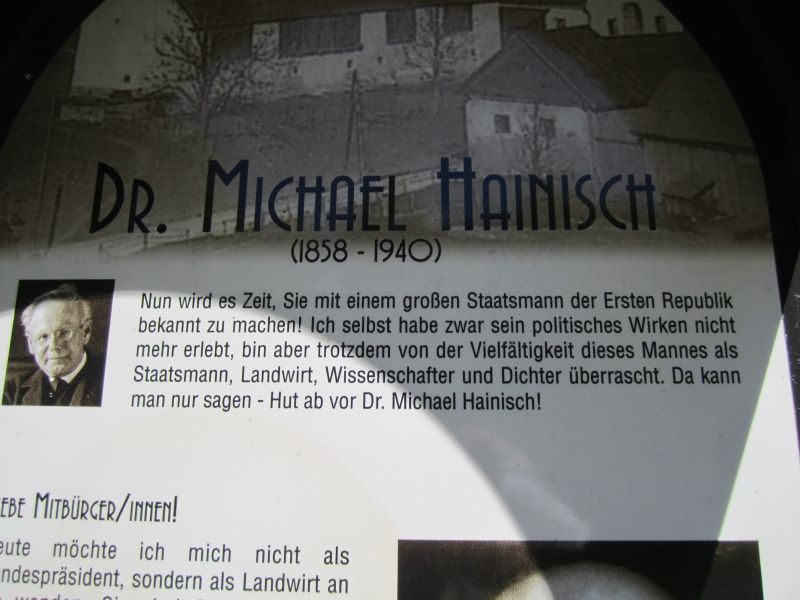 DR. MICHAEL HAINISCH
(1858 - 1940)
Nun wird es Zeit, Sie mit einem großen Staatsmann der Ersten Republik
bekannt zu machen! Ich selbst habe zwar sein politisches Wirken nicht
mehr erlebt, bin aber trotzdem von der Vielfältigkeit dieses Mannes als
Staatsmann, Landwirt, Wissenschafter und Dichter überrascht. Da kann
man nur sagen - Hut ab vor Dr. Michael Hainisch!
EBE MITBÜRGER/INNEN!
eute möchte ich mich nicht als
ndespräsident, sondern als Landwirt an